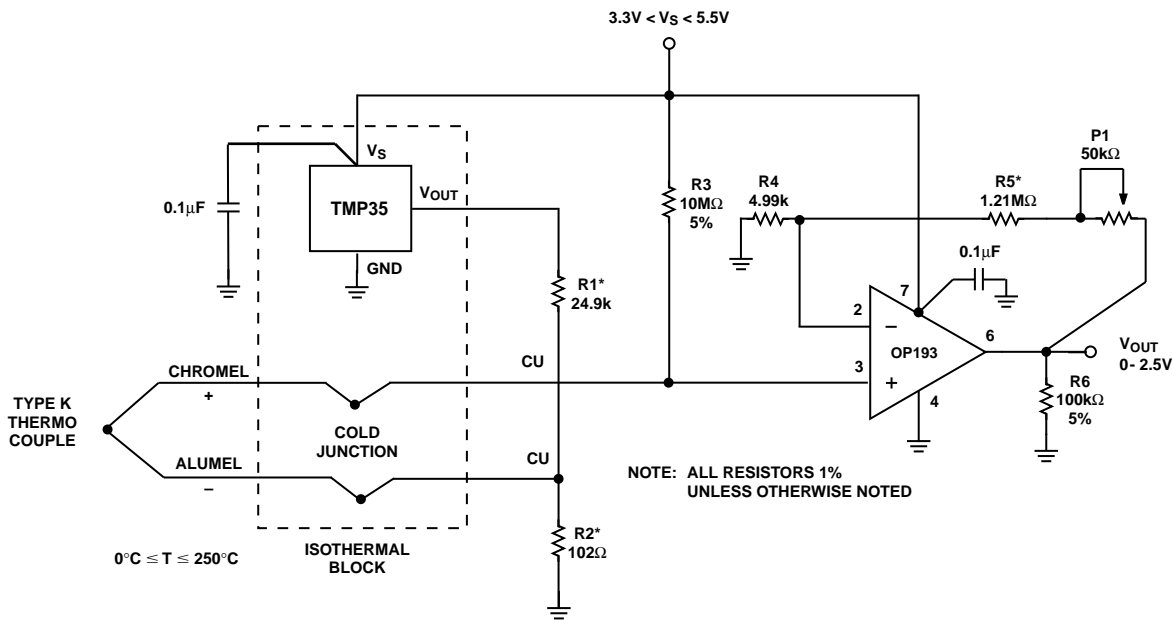 3.3V < VS < 5.5V
VS
VOUT
TMP35
0.1μF
GND
R1*
24.9k
R3
10MΩ
5%
R4
4.99k
R5*
1.21MΩ
P1
50kΩ
0.1μF
7
2
–
OP193
6
3
+
4
VOUT
0- 2.5V
R6
100kΩ
5%
CU
CHROMEL
+
TYPE K
THERMO
COUPLE
COLD
JUNCTION
ALUMEL
–
CU
NOTE: ALL RESISTORS 1%
UNLESS OTHERWISE NOTED
R2*
102Ω
0°C ≤ T ≤ 250°C
ISOTHERMAL
BLOCK